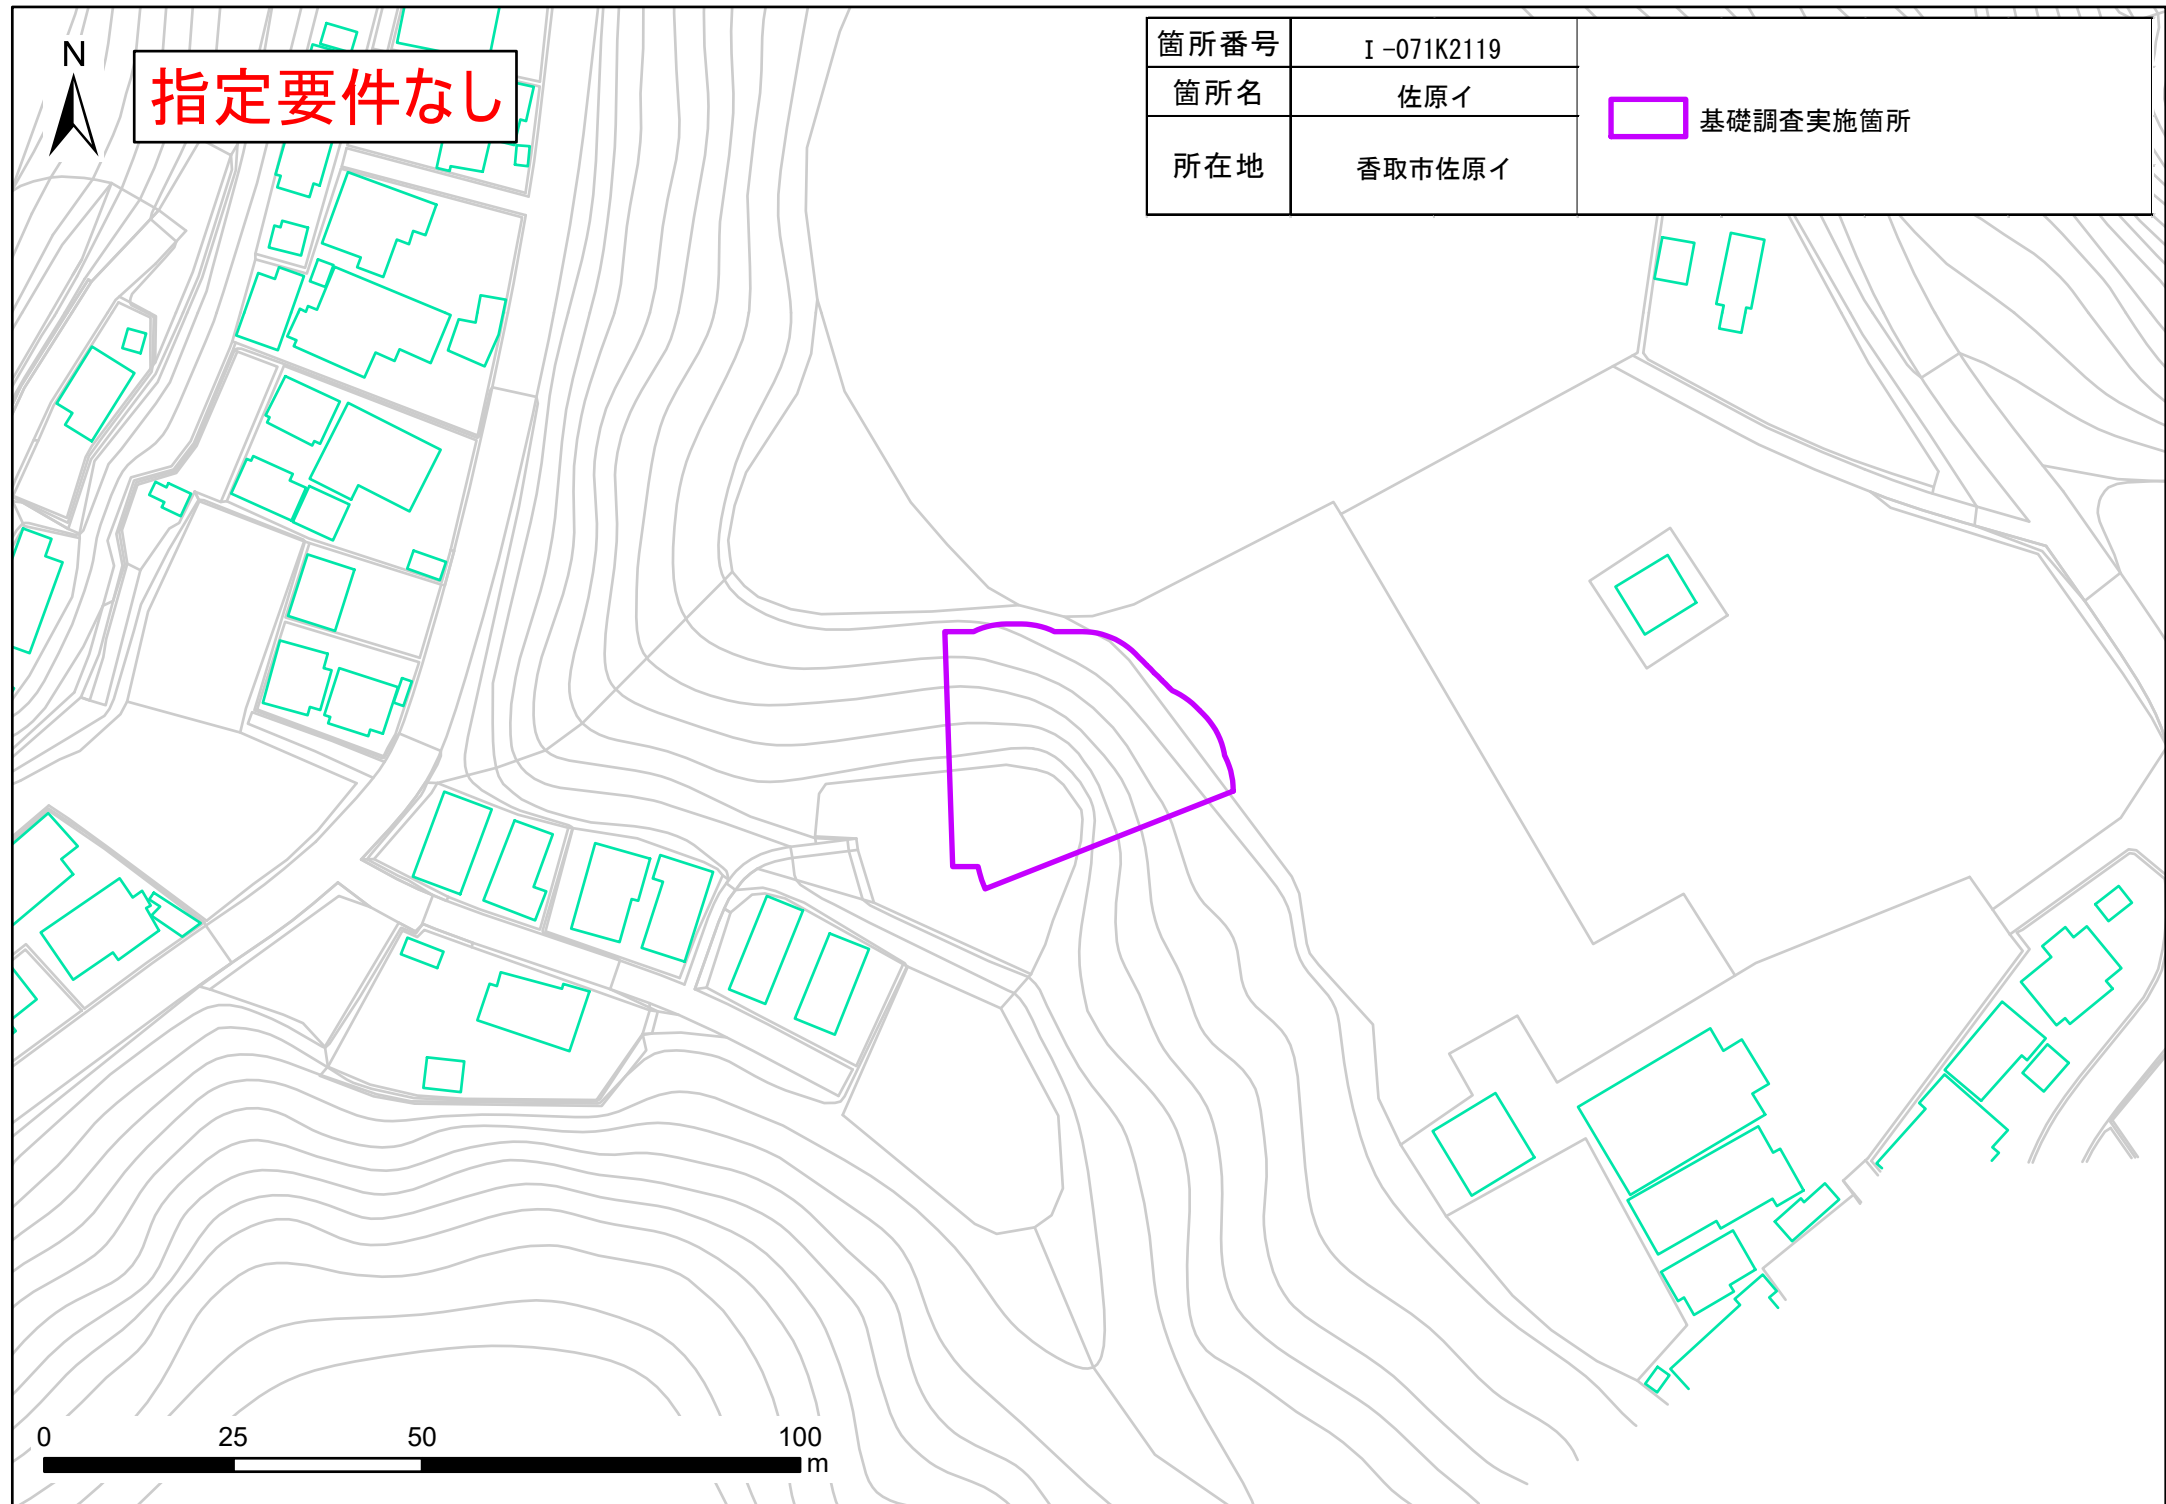 N
指定要件なし
箇所番号 Ⅰ-071K2119
箇所名 佐原イ
所在地 香取市佐原イ
基礎調査実施箇所
0 25 50 100
m